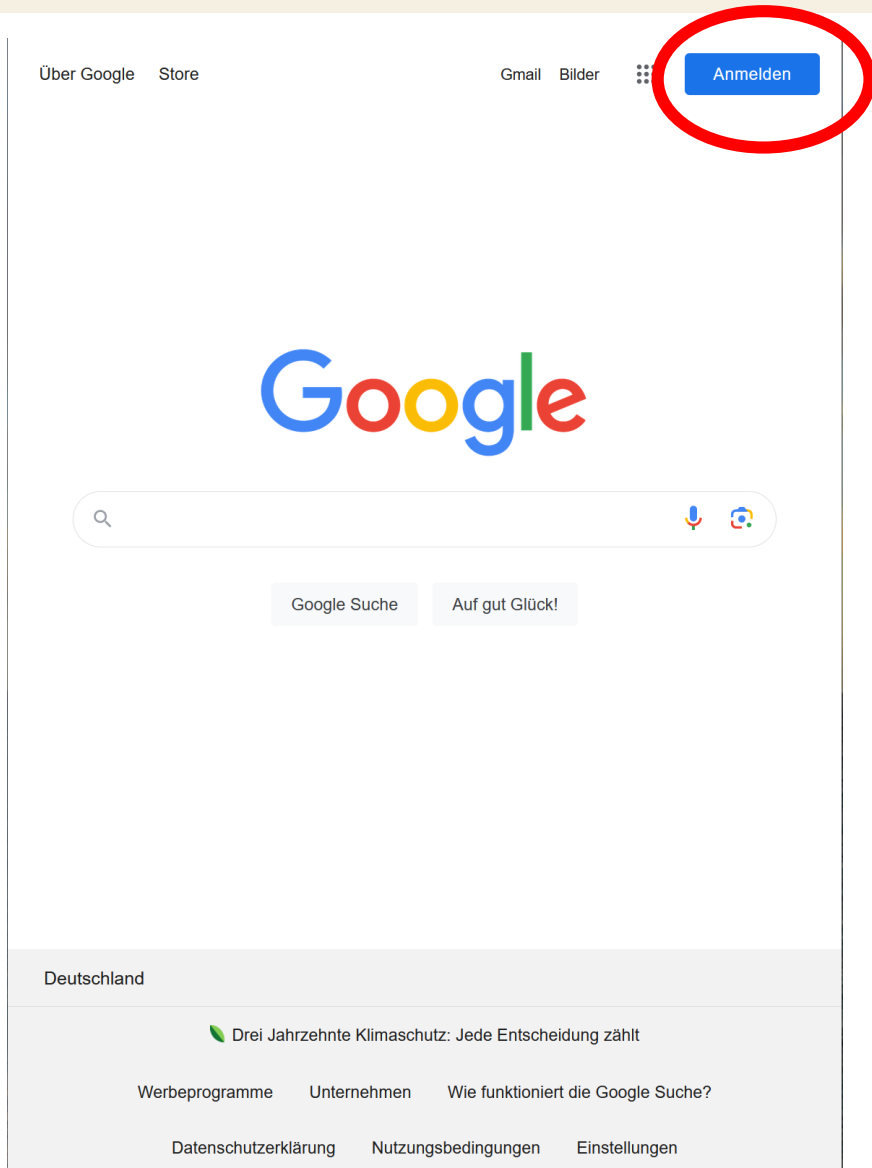 Über Google Store Gmail Bilder Anmelden
Google
Google Suche Auf gut Glück!
Deutschland
Drei Jahrzehnte Klimaschutz: Jede Entscheidung zählt
Werbeprogramme Unternehmen Wie funktioniert die Google Suche?
Datenschutzerklärung Nutzungsbedingungen Einstellungen